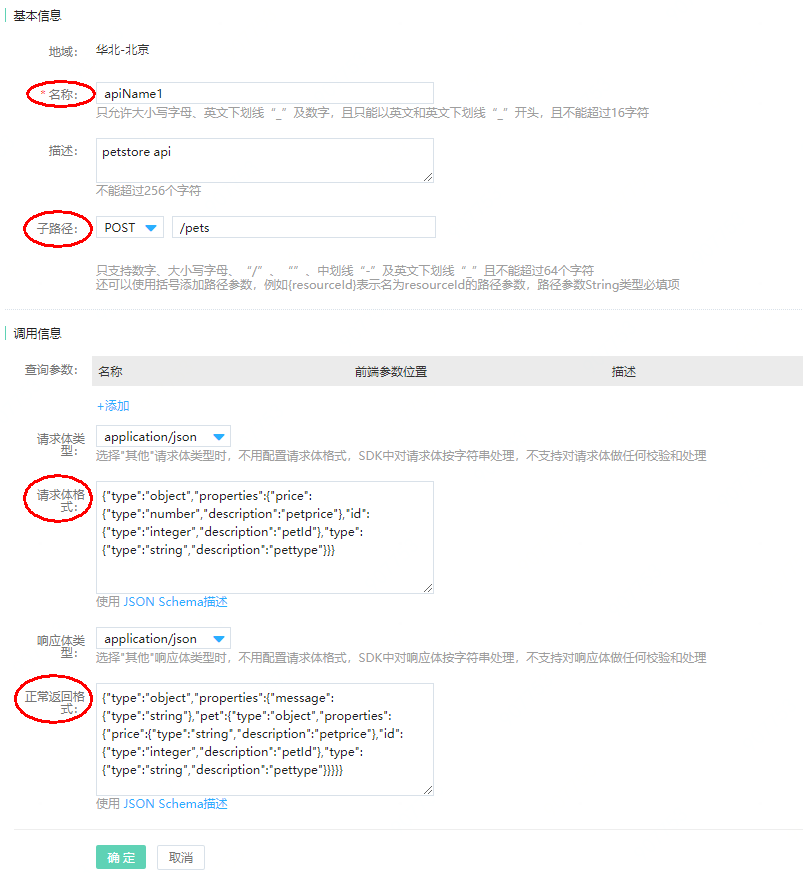 基本信息
地域： 华北-北京
* 名称： apiName1
只允许大小写字母、英文下划线“_”及数字，且只能以英文和英文下划线“_”开头，且不能超过16字符
描述： petstore api
不能超过256个字符
子路径： POST /pets
只支持数字、大小写字母、“/”、“”、中划线“-”及英文下划线“_”且不能超过64个字符
还可以使用括号添加路径参数，例如{resourceId}表示名为resourceId的路径参数，路径参数String类型必填项
调用信息
查询参数： 名称 前端参数位置 描述
+添加
请求体类型： application/json
选择"其他"请求体类型时，不用配置请求体格式，SDK中对请求体按字符串处理，不支持对请求体做任何校验和处理
请求体格式： {"type":"object","properties":{"price":
{"type":"number","description":"petprice"},"id":
{"type":"integer","description":"petId"},"type":
{"type":"string","description":"pettype"}}}
使用 JSON Schema描述
响应体类型： application/json
选择"其他"响应体类型时，不用配置请求体格式，SDK中对响应体按字符串处理，不支持对响应体做任何校验和处理
正常返回格式： {"type":"object","properties":{"message":
{"type":"string"},"pet":{"type":"object","properties":
{"price":{"type":"string","description":"petprice"},"id":
{"type":"integer","description":"petId"},"type":
{"type":"string","description":"pettype"}}}}}
使用 JSON Schema描述
确定 取消